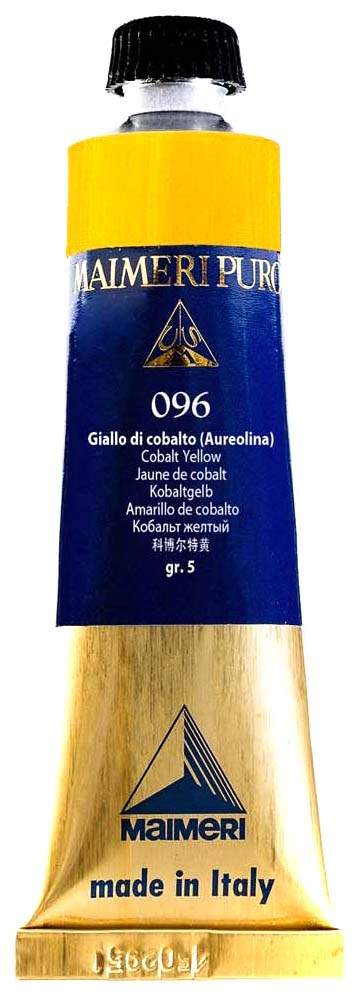 MAIMERI PURO
096
Giallo di cobalto (Aureolina)
Cobalt Yellow
Jaune de cobalt
Kobaltgelb
Amarillo de cobalto
Кобальт желтый
科博尔特黄
gr. 5
MAIMERI
made in Italy